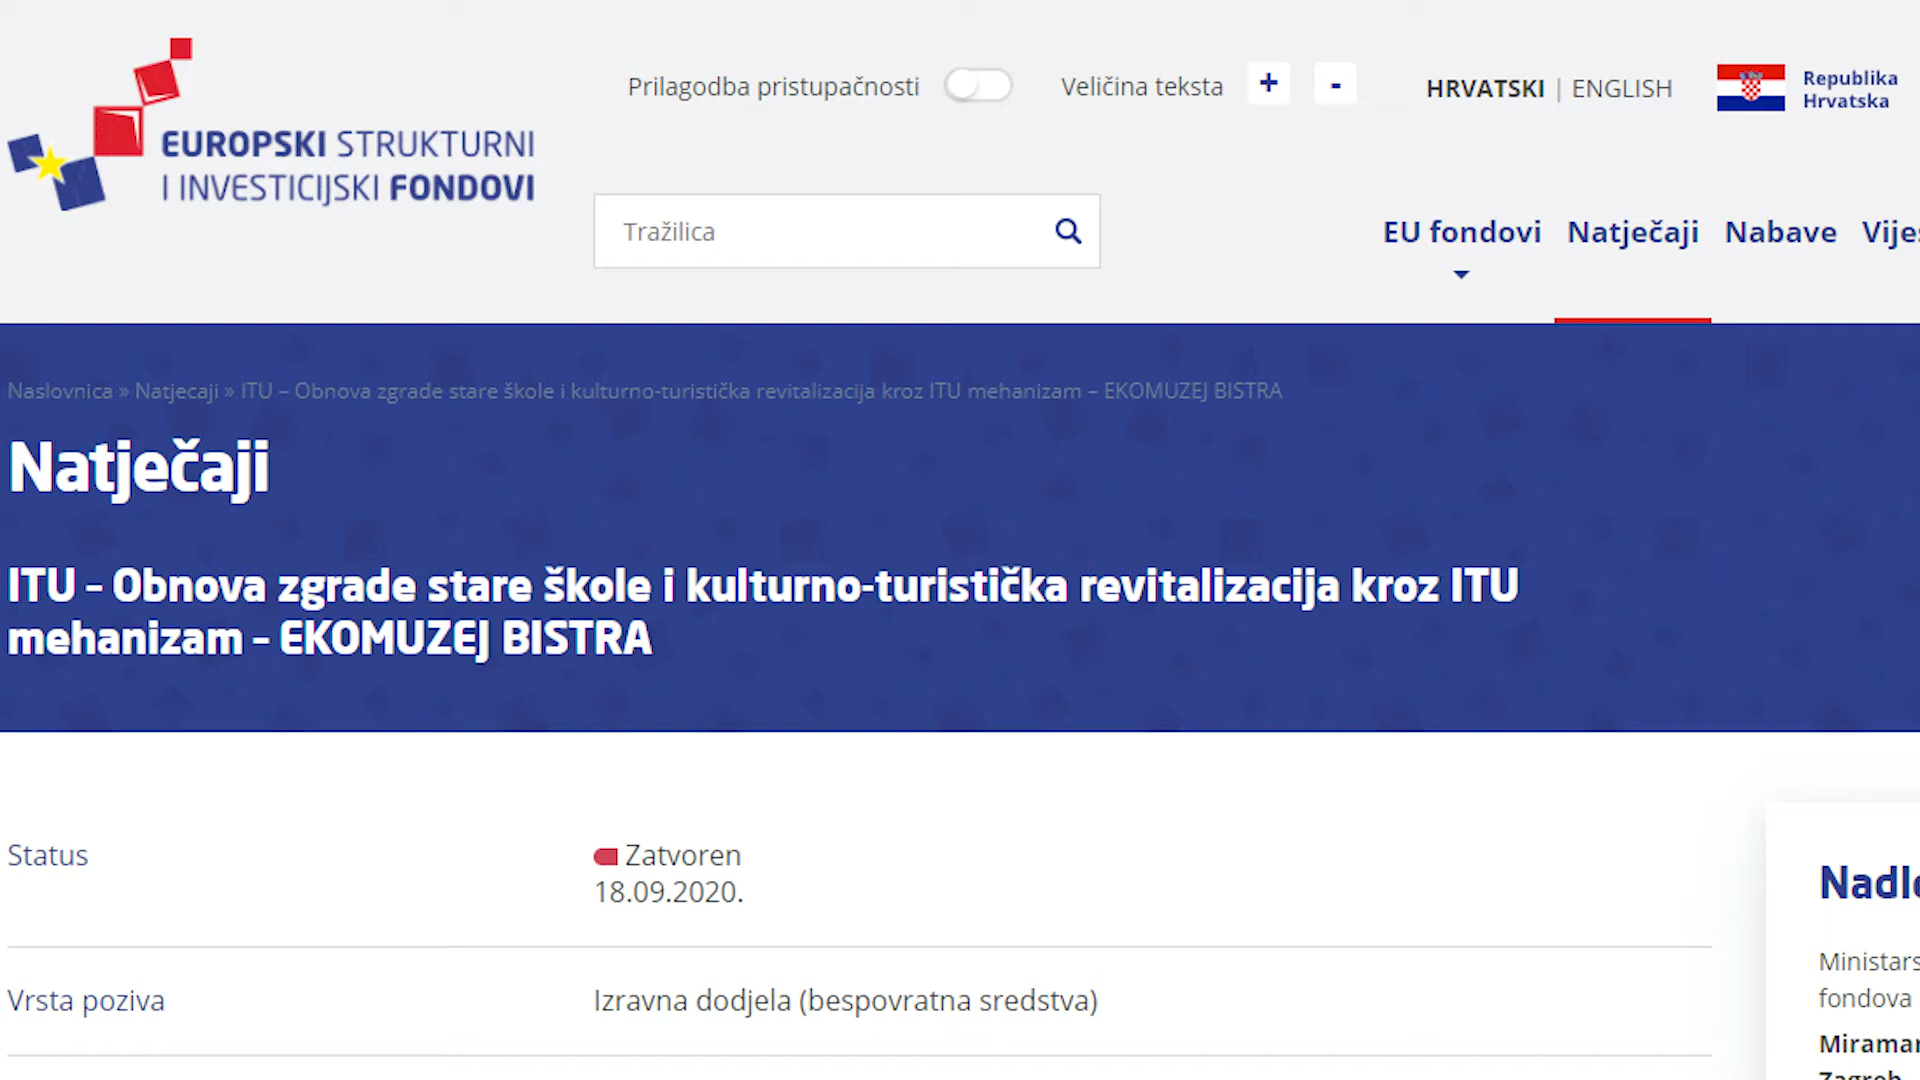 Prilagodba pristupačnosti
Veličina teksta
+
-
HRVATSKI | ENGLISH
Republika
Hrvatska
EUROPSKI STRUKTURNI
I INVESTICIJSKI FONDOVI
Tražilica
EU fondovi
Natječaji
Nabave
Naslovnica » Natjecaji » ITU – Obnova zgrade stare škole i kulturno-turistička revitalizacija kroz ITU mehanizam – EKOMUZEJ BISTRA
Natječaji
ITU – Obnova zgrade stare škole i kulturno-turistička revitalizacija kroz ITU
mehanizam – EKOMUZEJ BISTRA
Status
Zatvoren
18.09.2020.
Vrsta poziva
Izravna dodjela (bespovratna sredstva)
fondova